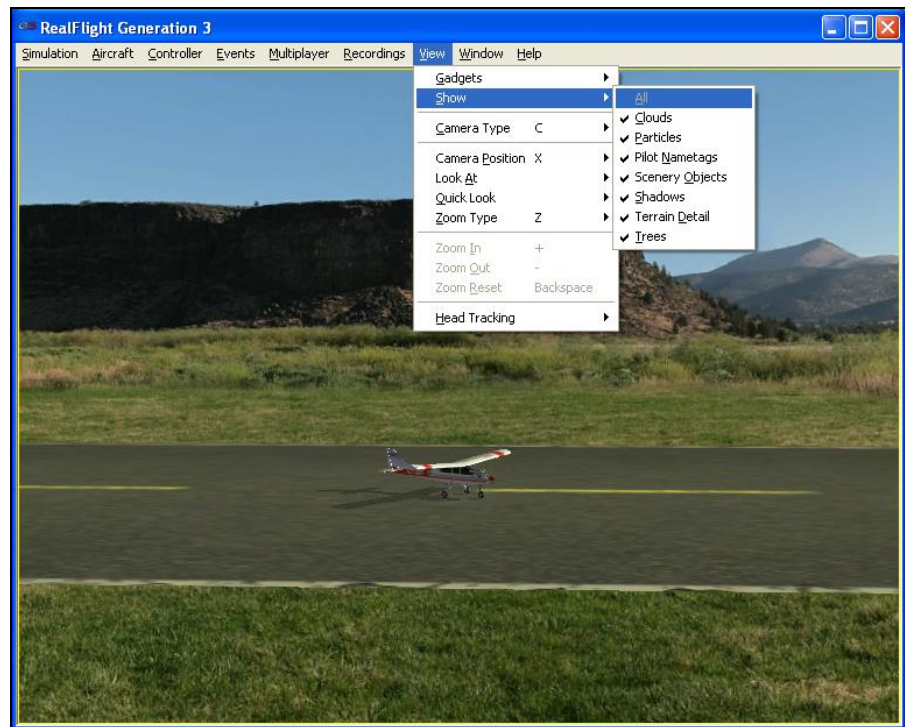 RealFlight Generation 3
Simulation Aircraft Controller Events Multiplayer Recordings View Window Help
Gadgets
Show
Camera Type C
Camera Position X
Look At
Quick Look
Zoom Type Z
Zoom In +
Zoom Out -
Zoom Reset Backspace
Head Tracking
All
Clouds
Particles
Pilot Nametags
Scenery Objects
Shadows
Terrain Detail
Trees